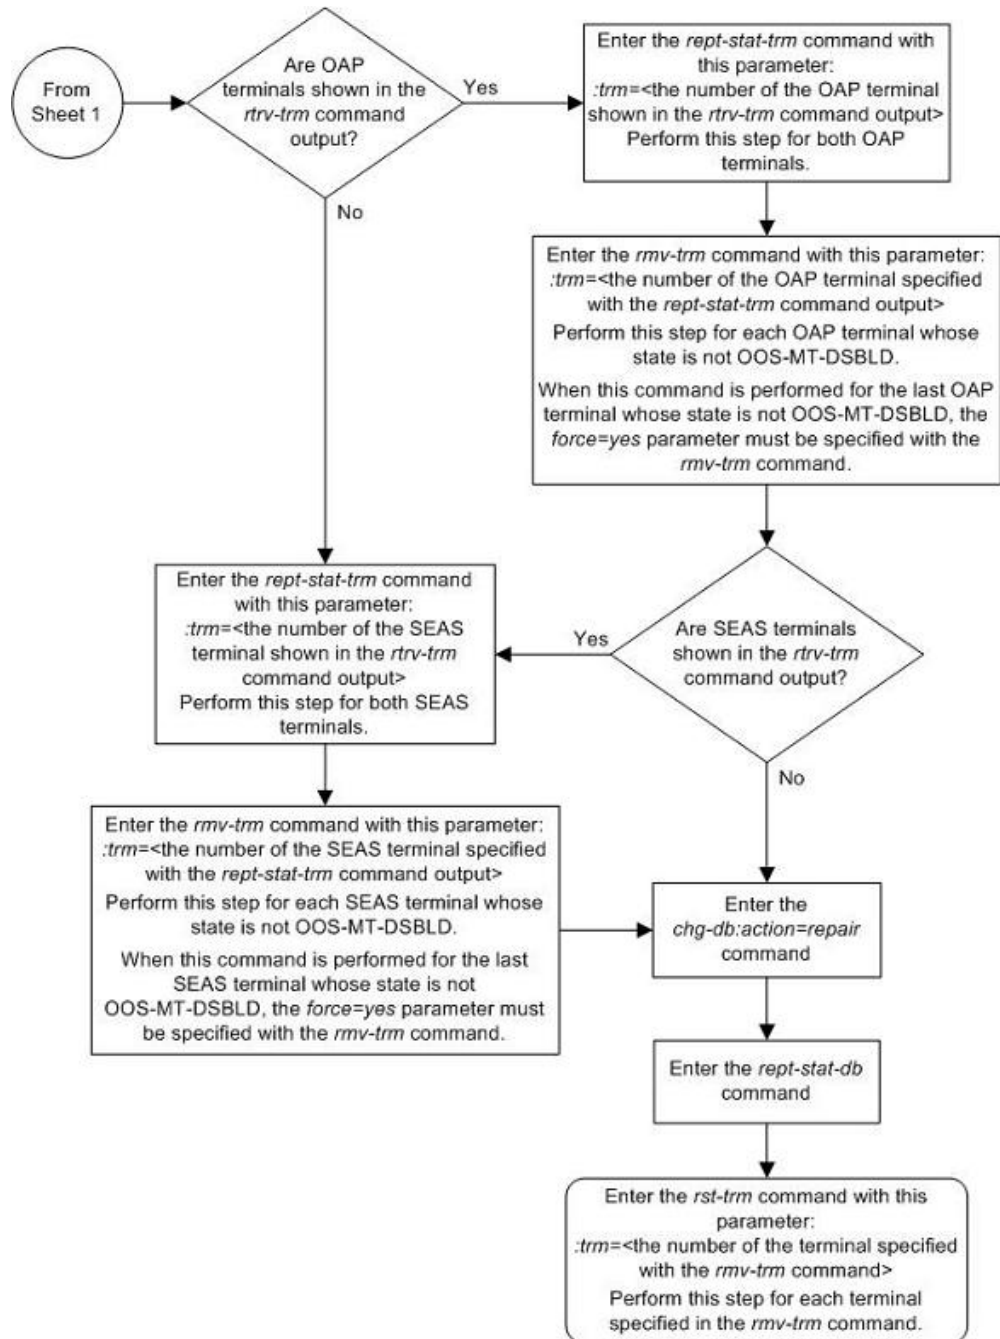 From
Sheet 1
Are OAP
terminals shown in the
rtrv-trm command
output?
Yes
No
Enter the rept-stat-trm command with
this parameter:
:trm=<the number of the OAP terminal
shown in the rtrv-trm command output>
Perform this step for both OAP
terminals.
Enter the rmv-trm command with this parameter:
:trm=<the number of the OAP terminal specified
with the rept-stat-trm command output>
Perform this step for each OAP terminal whose
state is not OOS-MT-DSBLD.
When this command is performed for the last OAP
terminal whose state is not OOS-MT-DSBLD, the
force=yes parameter must be specified with the
rmv-trm command.
Are SEAS terminals
shown in the rtrv-trm
command output?
Yes
No
Enter the rept-stat-trm command
with this parameter:
:trm=<the number of the SEAS
terminal shown in the rtrv-trm
command output>
Perform this step for both SEAS
terminals.
Enter the rmv-trm command with this parameter:
:trm=<the number of the SEAS terminal specified
with the rept-stat-trm command output>
Perform this step for each SEAS terminal whose
state is not OOS-MT-DSBLD.
When this command is performed for the last
SEAS terminal whose state is not
OOS-MT-DSBLD, the force=yes parameter must
be specified with the rmv-trm command.
Enter the
chg-db:action=repair
command
Enter the rept-stat-db
command
Enter the rst-trm command with this
parameter:
:trm=<the number of the terminal specified
with the rmv-trm command>
Perform this step for each terminal
specified in the rmv-trm command.